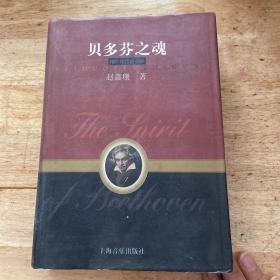 贝多芬之魂
赵鑫珊 著
The Spirit
of Beethoven
上海音乐出版社